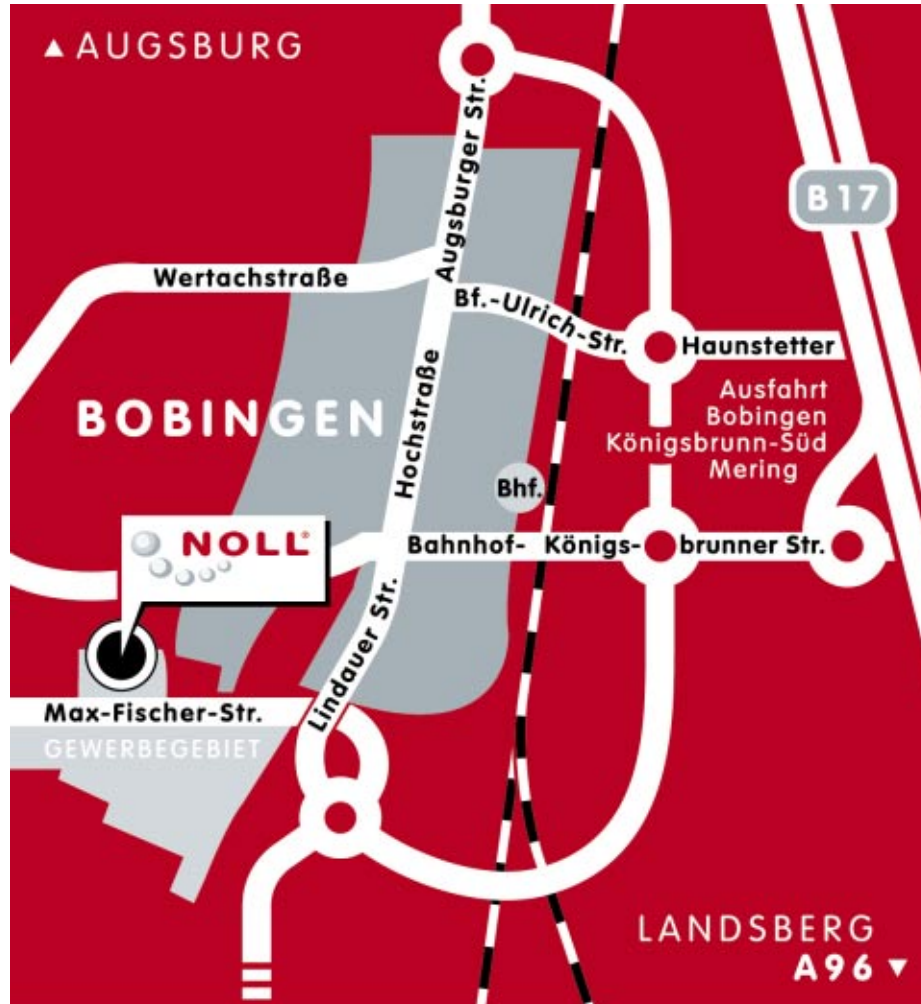 ▲ AUGSBURG
Augsburger Str.
B 17
Wertachstraße
Bf.-Ulrich-Str.
Haunstetter
Ausfahrt
Bobingen
Königsbrunn-Süd
Mering
BOBINGEN
Hochstraße
Bhf.
NOLL®
Bahnhof-
Königs-
brunner Str.
Lindauer Str.
Max-Fischer-Str.
GEWERBEGEBIET
LANDSBERG
A96 ▼